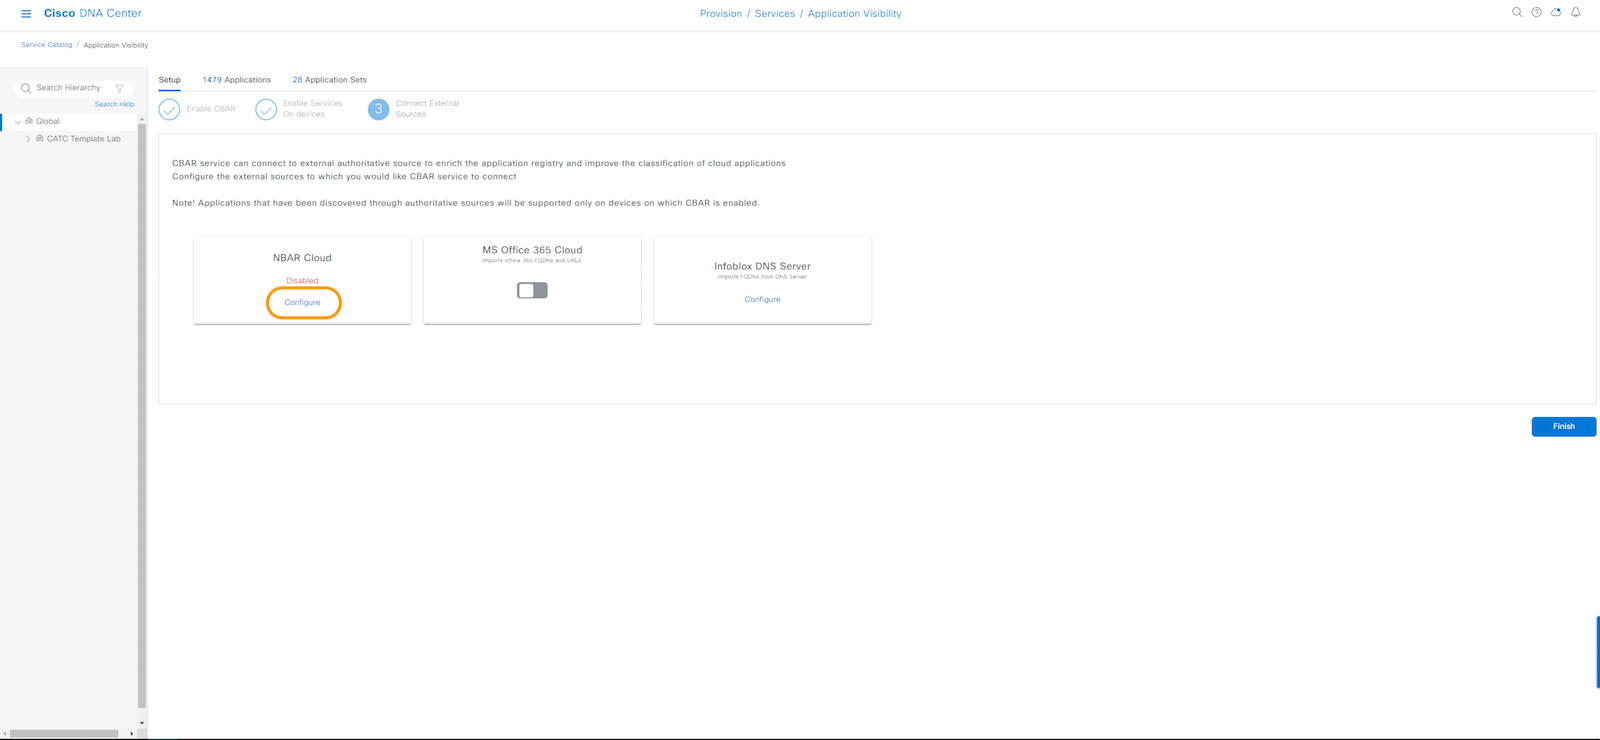 Cisco DNA Center
Provision / Services / Application Visibility
Service Catalog / Application Visibility
Search Hierarchy
Search Help
Global
CATC Template Lab
Setup
1479 Applications
28 Application Sets
Enable CBAR
Enable Services
On devices
3
Connect External
Sources
CBAR service can connect to external authoritative source to enrich the application registry and improve the classification of cloud applications
Configure the external sources to which you would like CBAR service to connect
Note! Applications that have been discovered through authoritative sources will be supported only on devices on which CBAR is enabled.
NBAR Cloud
Disabled
Configure
MS Office 365 Cloud
Imports office 365 FQDNs and URLs
Infoblox DNS Server
Imports FQDNs from DNS Server
Configure
Finish